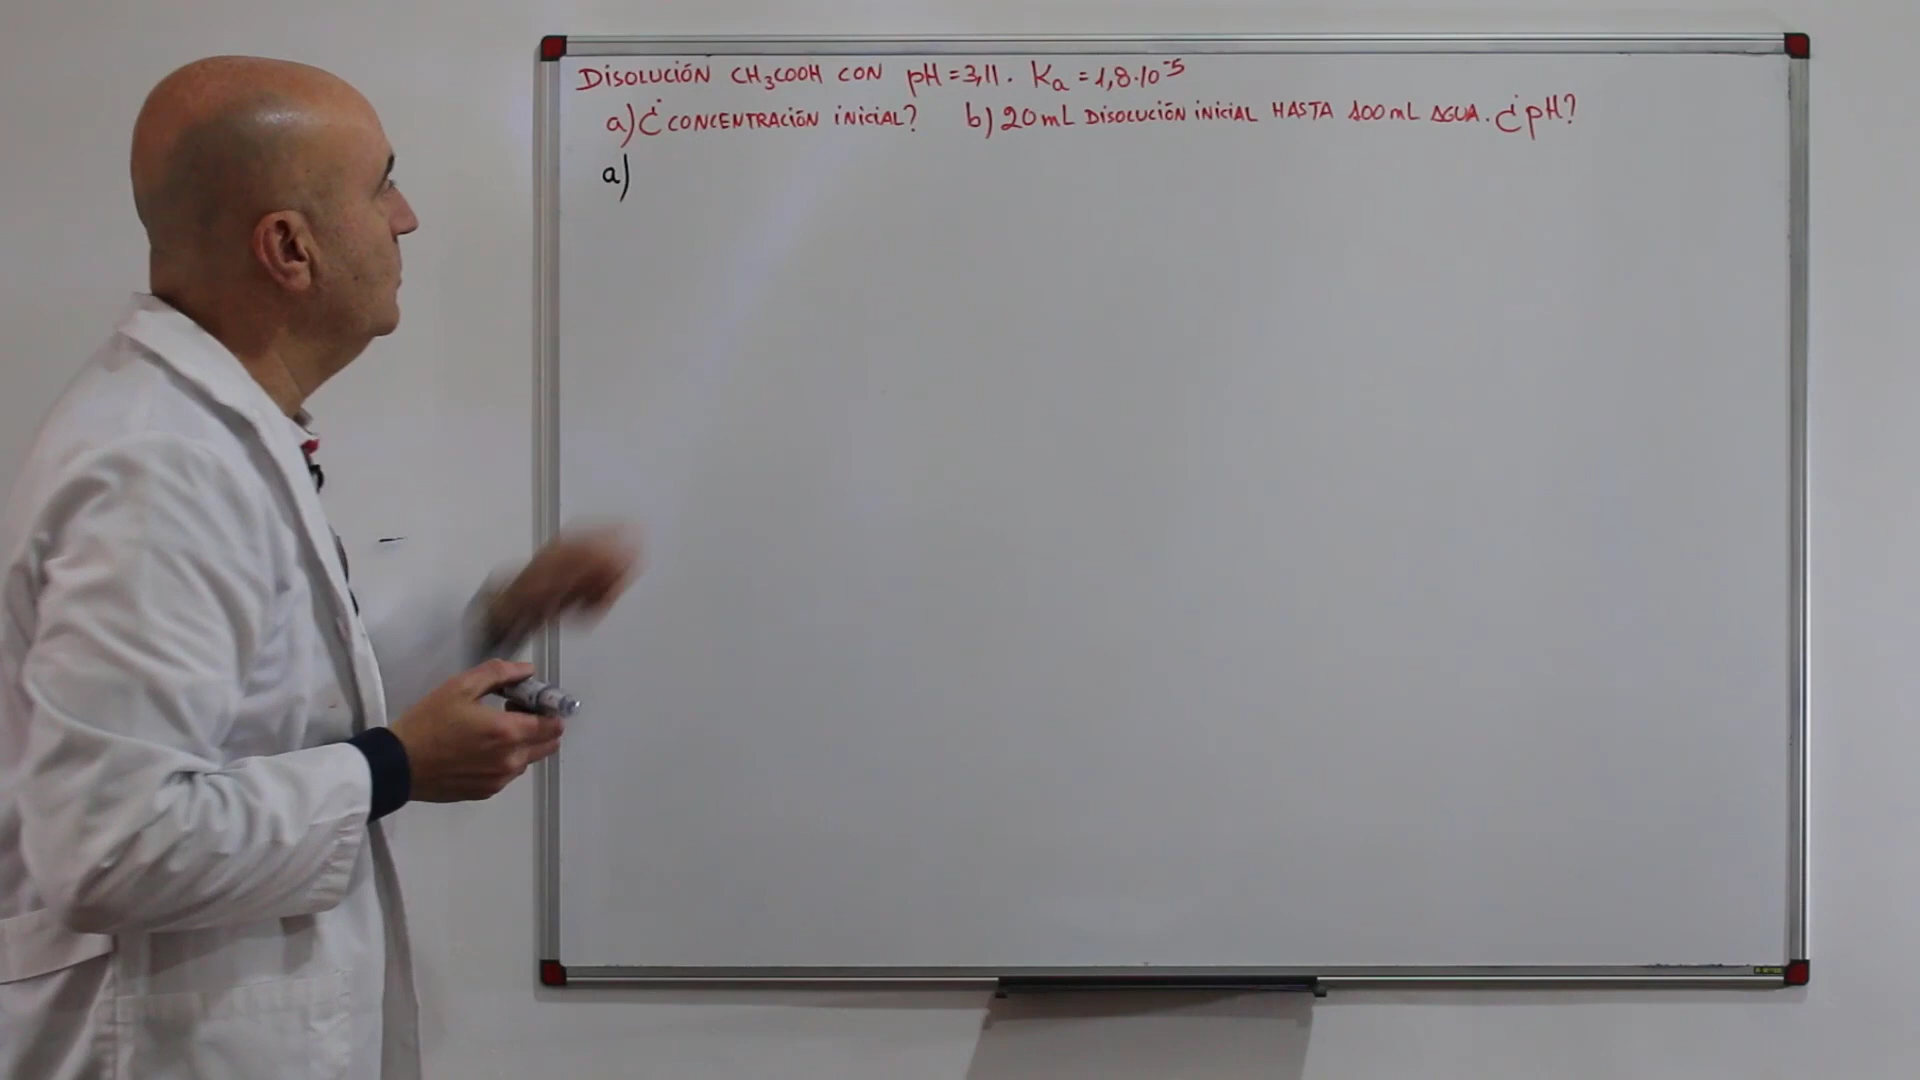 DISOLUCIÓN CH₃COOH CON pH = 3,11. Ka = 1,8·10⁻⁵
a) ¿CONCENTRACIÓN INICIAL? b) 20 mL DISOLUCIÓN INICIAL HASTA 100 mL AGUA. ¿pH?
a)